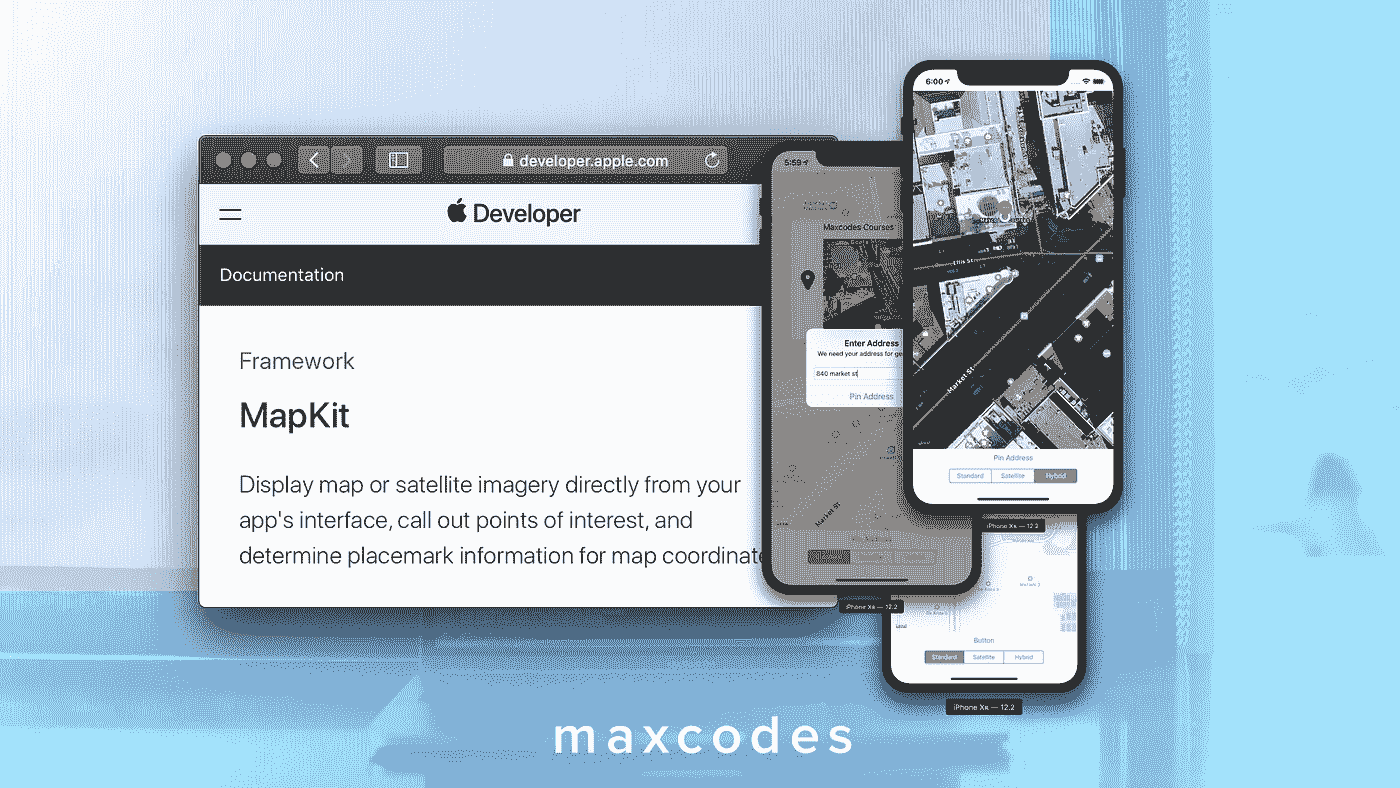 developer.apple.com
Developer
Documentation
Framework
MapKit
Display map or satellite imagery directly from your
app's interface, call out points of interest, and
determine placemark information for map coordinate
5:59
Maxcodes Courses
Enter Address
We need your address for ge
840 market st
Pin Address
Market St
iPhone XR — 12.2
6:00
Ellis St
Market St
Pin Address
Standard
Satellite
Hybrid
iPhone XR — 12.2
Button
Standard
Satellite
Hybrid
iPhone XR — 12.2
maxcodes